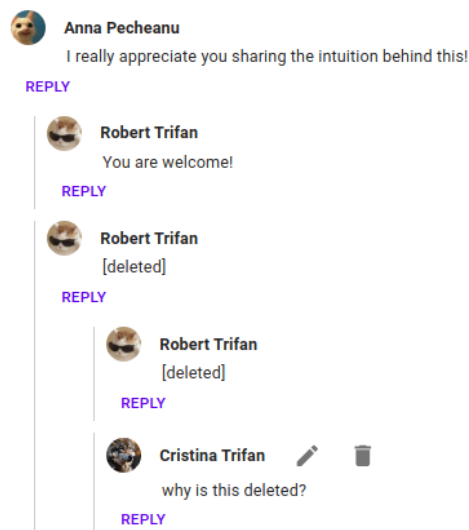 Anna Pecheanu
I really appreciate you sharing the intuition behind this!
REPLY
Robert Trifan
You are welcome!
REPLY
Robert Trifan
[deleted]
REPLY
Robert Trifan
[deleted]
REPLY
Cristina Trifan
why is this deleted?
REPLY